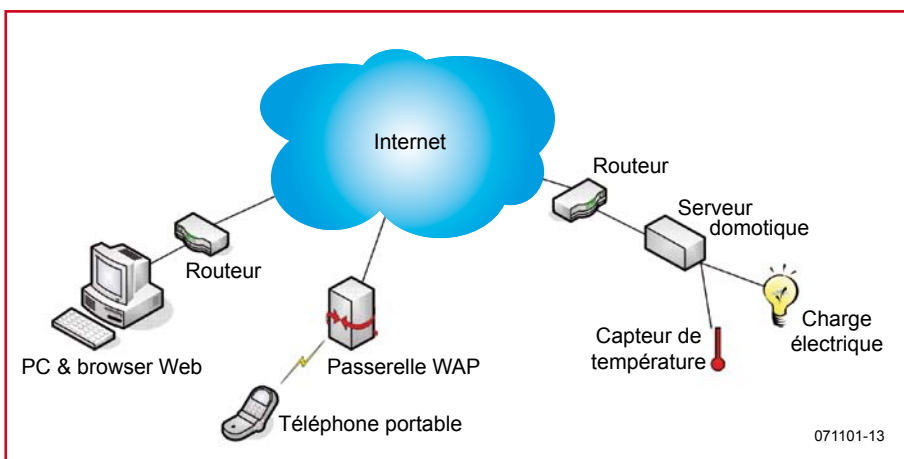 Internet
Routeur
Serveur
domotique
Routeur
Capteur de
température
Charge
électrique
PC & browser Web
Passerelle WAP
Téléphone portable
071101-13